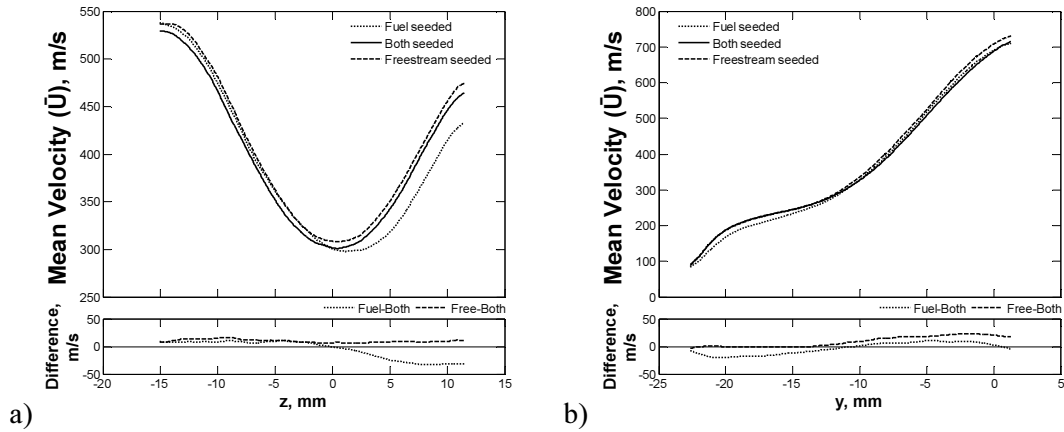 550
500
450
400
350
300
250
Mean Velocity (Ū), m/s
Fuel seeded
Both seeded
Freestream seeded
Fuel-Both
Free-Both
50
0
-50
Difference,
m/s
-20
-15
-10
-5
0
5
10
15
z, mm
a)
800
700
600
500
400
300
200
100
0
Mean Velocity (Ū), m/s
Fuel seeded
Both seeded
Freestream seeded
Fuel-Both
Free-Both
50
0
-50
Difference,
m/s
-25
-20
-15
-10
-5
0
5
y, mm
b)